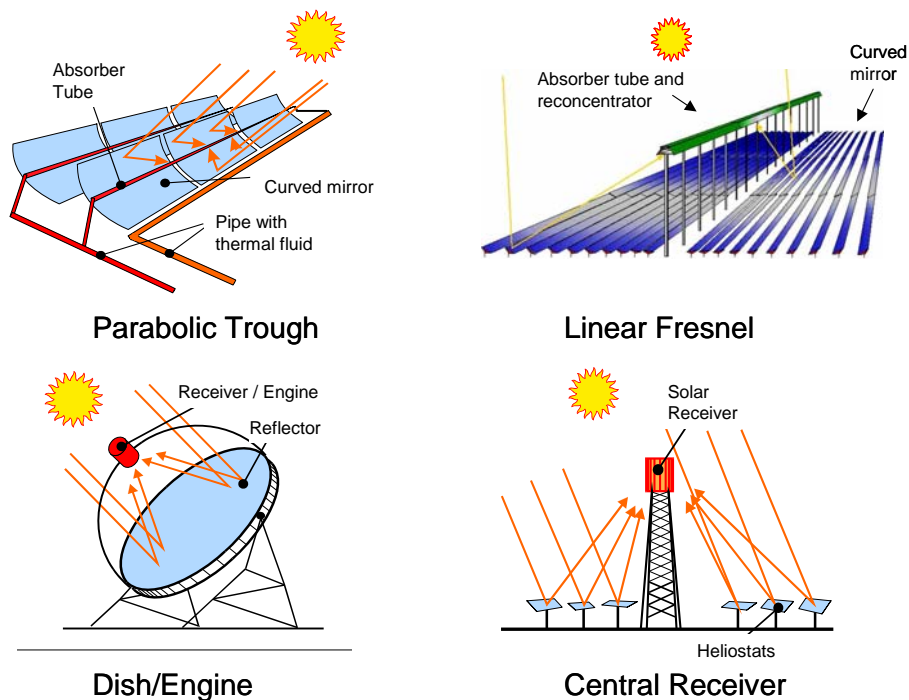 Absorber
Tube
Curved mirror
Pipe with
thermal fluid
Parabolic Trough
Absorber tube and
reconcentrator
Curved
mirror
Linear Fresnel
Receiver / Engine
Reflector
Dish/Engine
Solar
Receiver
Heliostats
Central Receiver